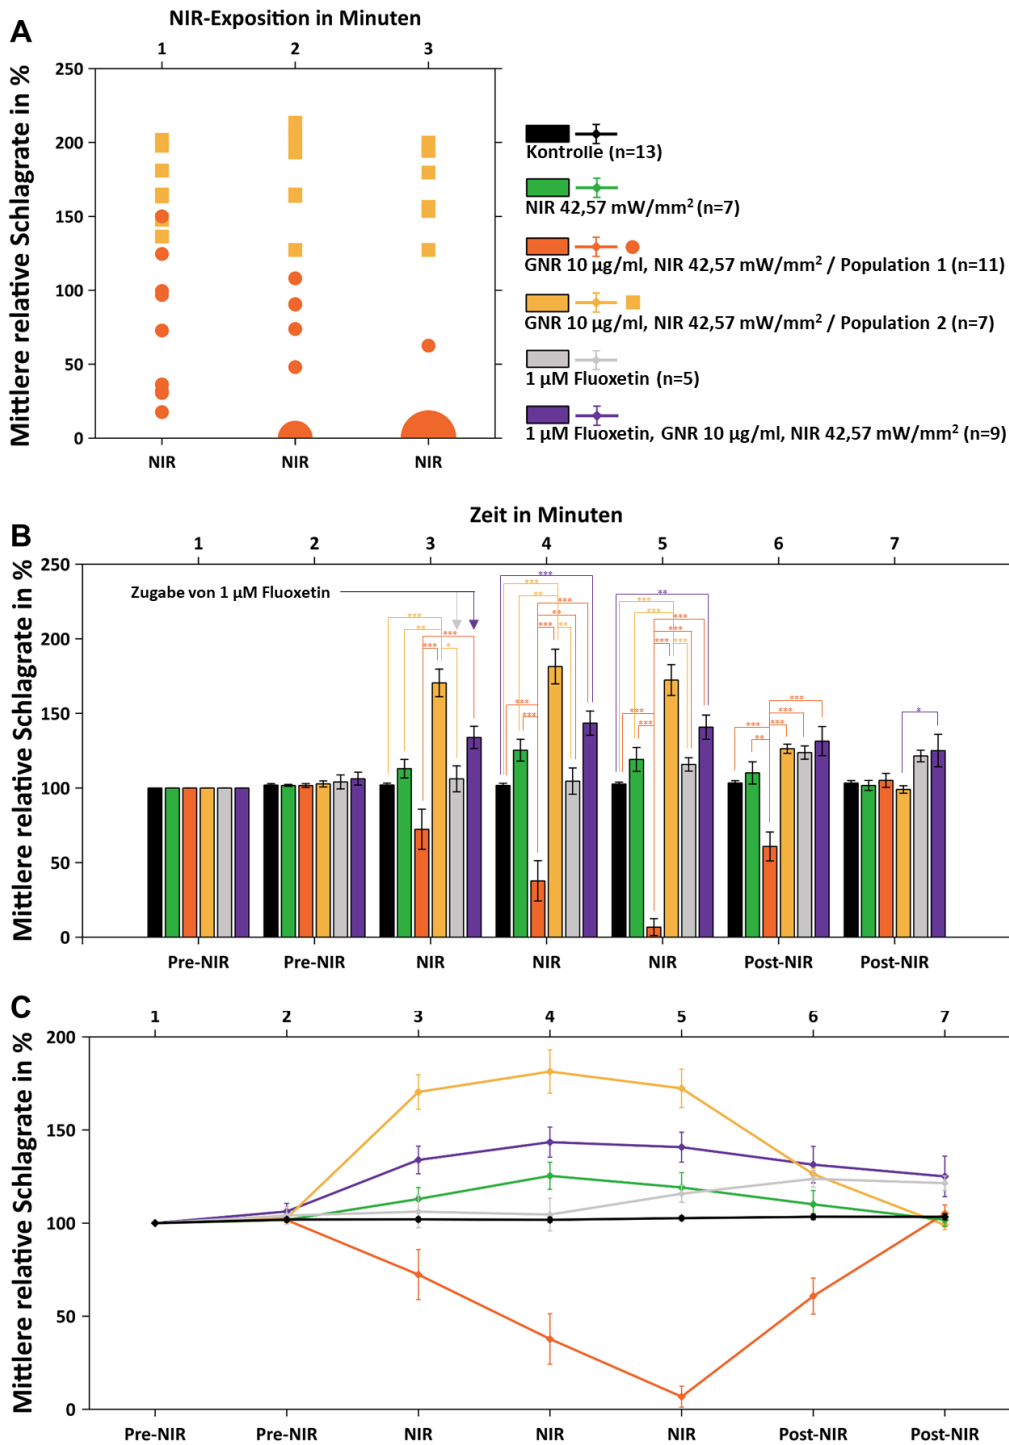 A
NIR-Exposition in Minuten
1 2 3
Mittlere relative Schlagrate in %
250
200
150
100
50
0
NIR NIR NIR
Kontrolle (n=13)
NIR 42,57 mW/mm² (n=7)
GNR 10 µg/ml, NIR 42,57 mW/mm² / Population 1 (n=11)
GNR 10 µg/ml, NIR 42,57 mW/mm² / Population 2 (n=7)
1 µM Fluoxetin (n=5)
1 µM Fluoxetin, GNR 10 µg/ml, NIR 42,57 mW/mm² (n=9)
B
Zeit in Minuten
1 2 3 4 5 6 7
Mittlere relative Schlagrate in %
250
200
150
100
50
0
Zugabe von 1 µM Fluoxetin
Pre-NIR Pre-NIR NIR NIR NIR Post-NIR Post-NIR
C
1 2 3 4 5 6 7
Mittlere relative Schlagrate in %
200
150
100
50
0
Pre-NIR Pre-NIR NIR NIR NIR Post-NIR Post-NIR